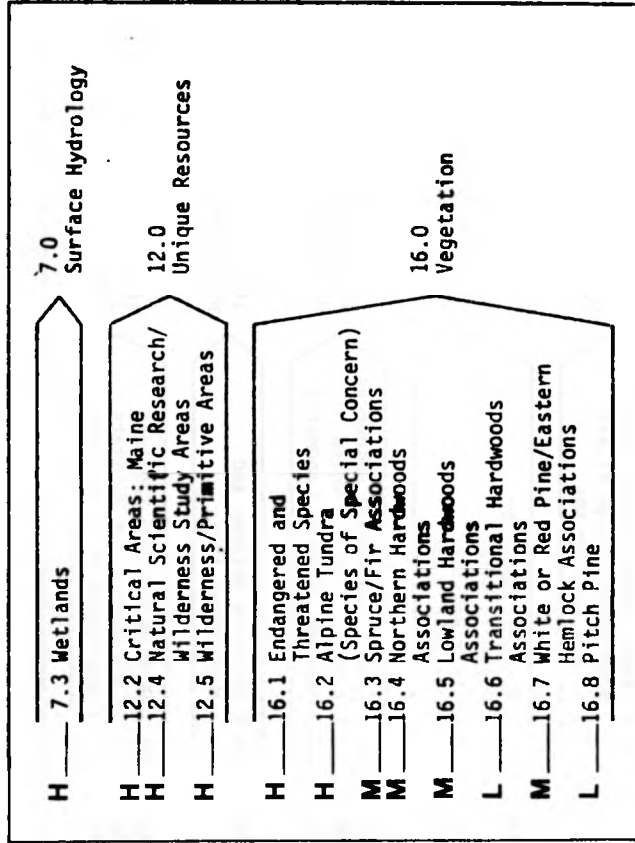 H 7.3 Wetlands
7.0
Surface Hydrology
H 12.2 Critical Areas: Maine
H 12.4 Natural Scientific Research/
Wilderness Study Areas
H 12.5 Wilderness/Primitive Areas
12.0
Unique Resources
H 16.1 Endangered and
Threatened Species
H 16.2 Alpine Tundra
(Species of Special Concern)
M 16.3 Spruce/Fir Associations
M 16.4 Northern Hardwoods
Associations
M 16.5 Lowland Hardwoods
Associations
L 16.6 Transitional Hardwoods
Associations
M 16.7 White or Red Pine/Eastern
Hemlock Associations
L 16.8 Pitch Pine
16.0
Vegetation